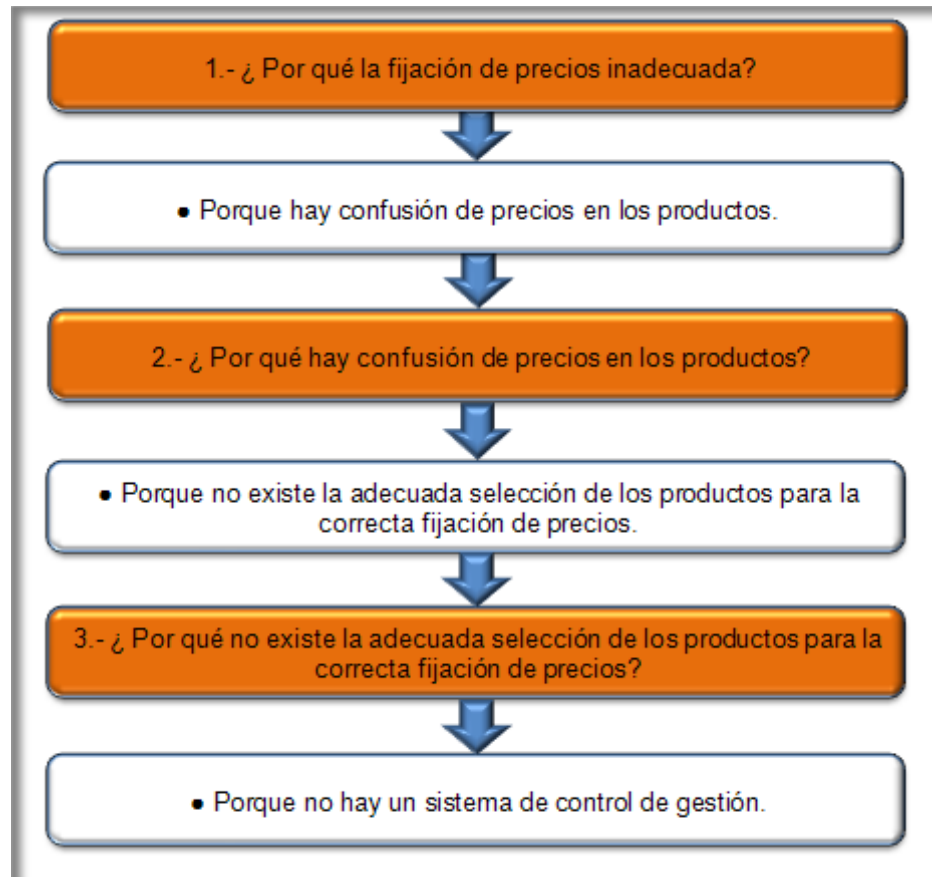 1.- ¿ Por qué la fijación de precios inadecuada?
● Porque hay confusión de precios en los productos.
2.- ¿ Por qué hay confusión de precios en los productos?
● Porque no existe la adecuada selección de los productos para la
correcta fijación de precios.
3.- ¿ Por qué no existe la adecuada selección de los productos para la
correcta fijación de precios?
● Porque no hay un sistema de control de gestión.